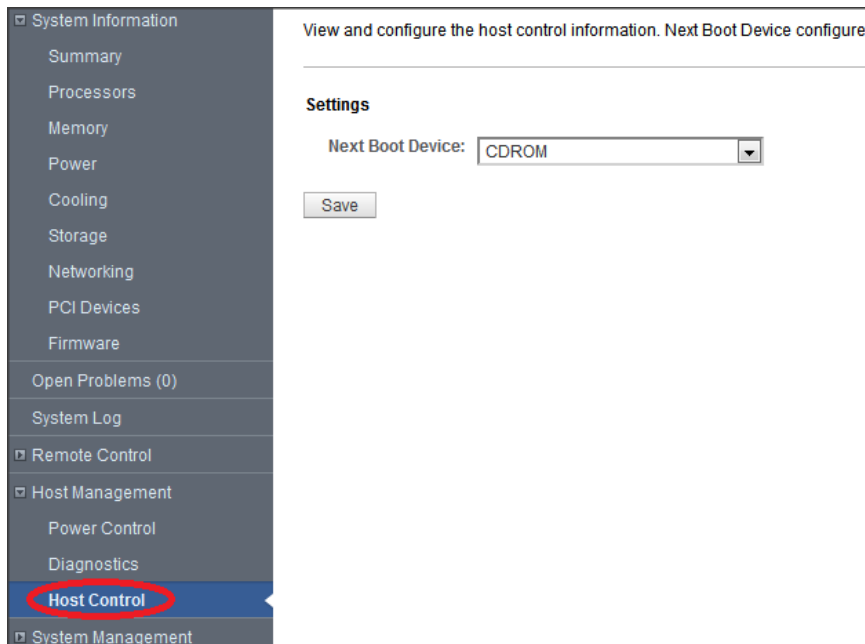 System Information
Summary
Processors
Memory
Power
Cooling
Storage
Networking
PCI Devices
Firmware
Open Problems (0)
System Log
Remote Control
Host Management
Power Control
Diagnostics
Host Control
System Management
View and configure the host control information. Next Boot Device configure
Settings
Next Boot Device: CDROM
Save